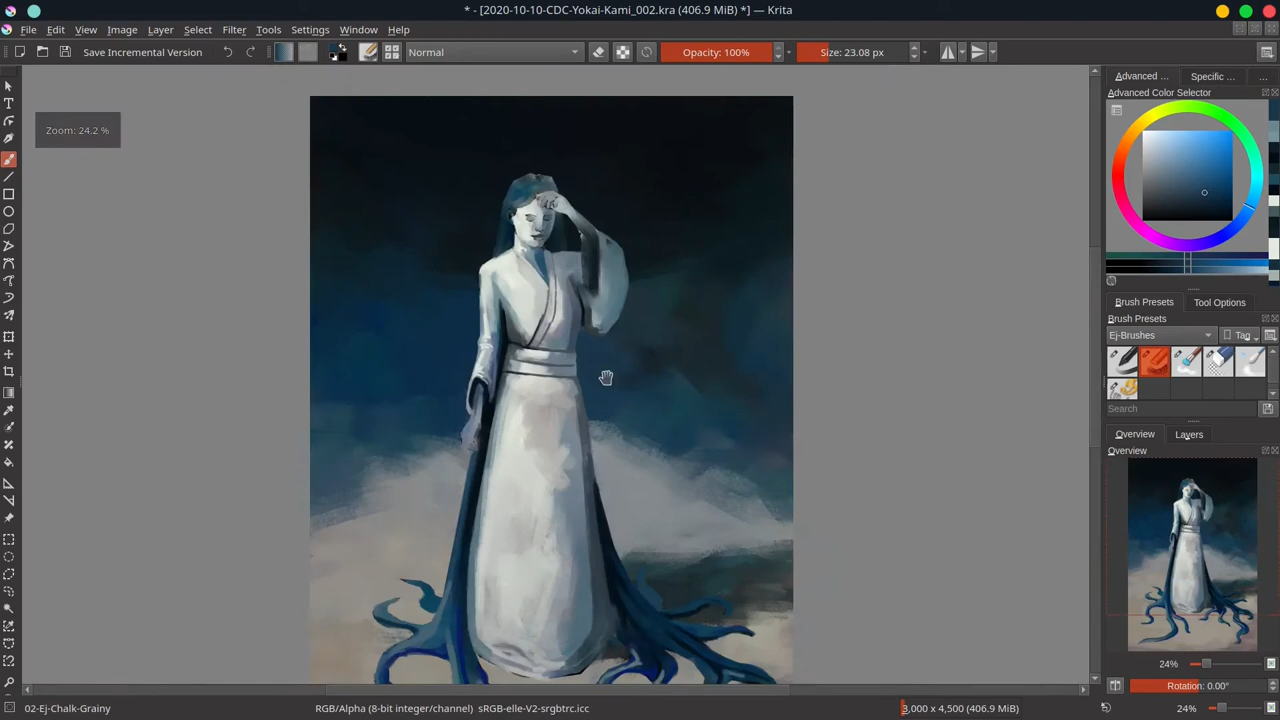 * - [2020-10-10-CDC-Yokai-Kami_002.kra (406.9 MiB) *] — Krita
File Edit View Image Layer Select Filter Tools Settings Window Help
Save Incremental Version Normal Opacity: 100% Size: 23.08 px
Advanced ... Specific ... ...
Advanced Color Selector
Zoom: 24.2 %
Brush Presets Tool Options
Brush Presets
Ej-Brushes Tag
Search
Overview Layers
Overview
24%
Rotation: 0.00°
02-Ej-Chalk-Grainy RGB/Alpha (8-bit integer/channel) sRGB-elle-V2-srgbtrc.icc 3,000 x 4,500 (406.9 MiB) 24%